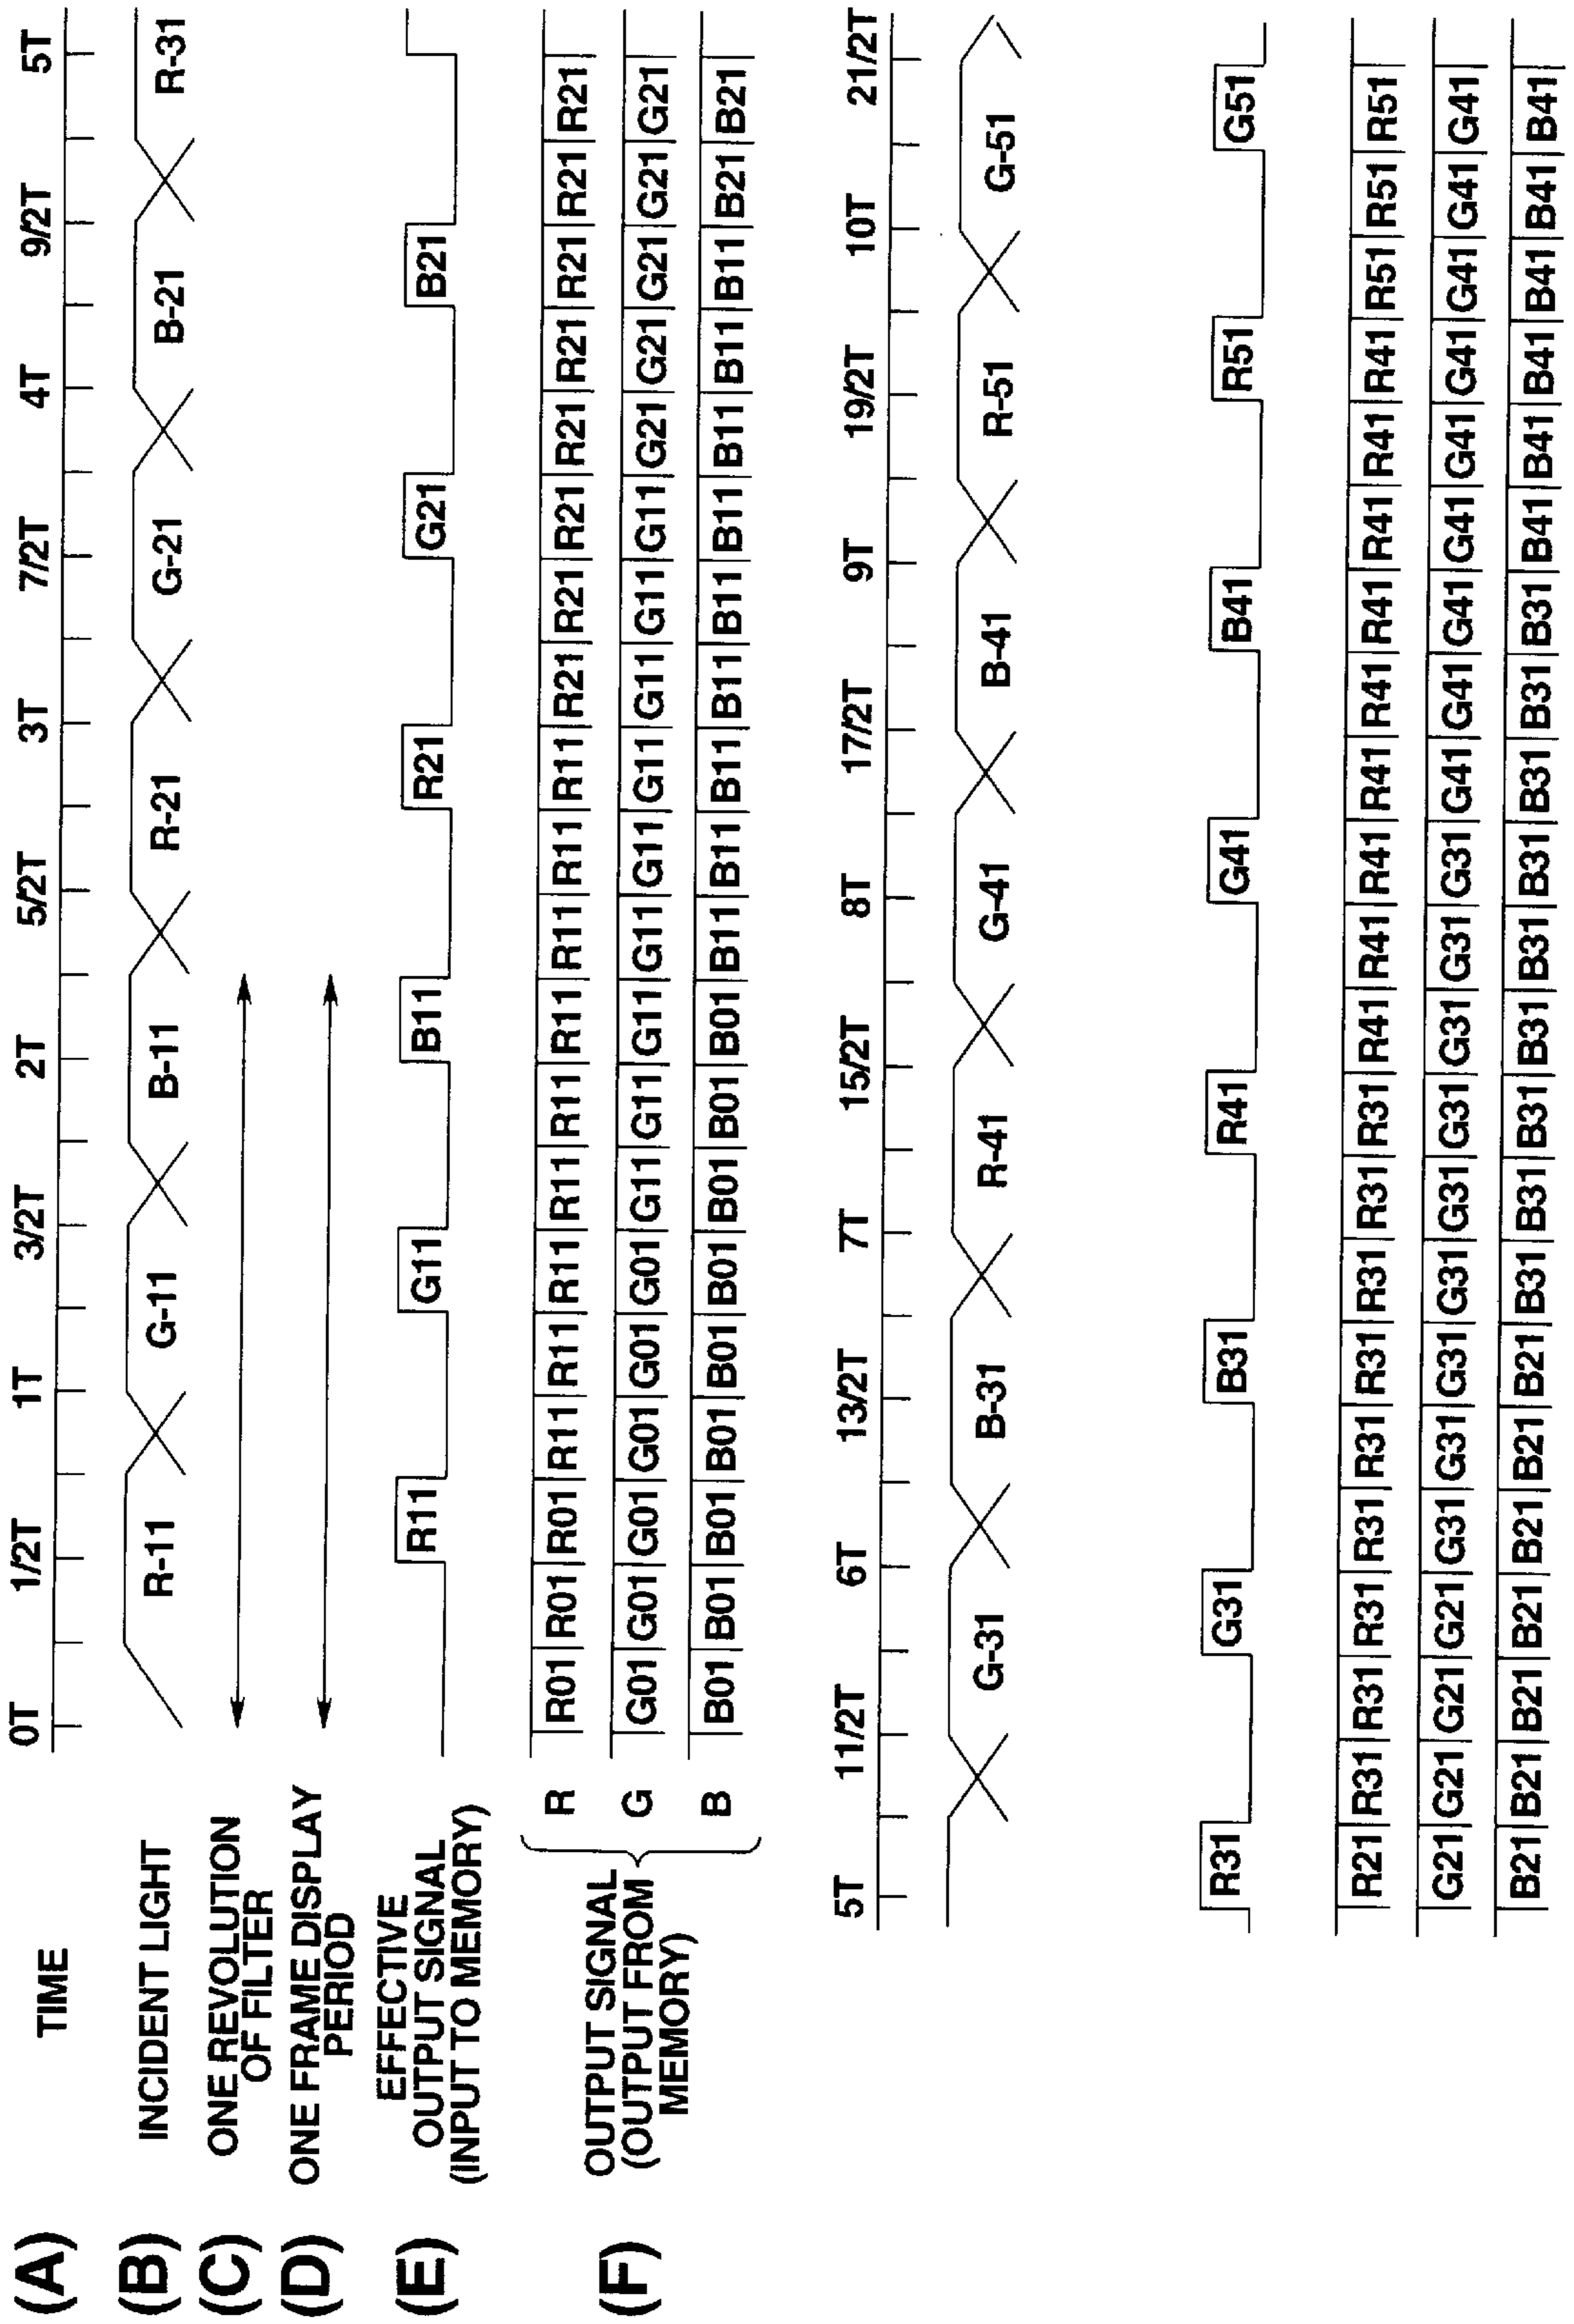 (A) TIME 0T 1/2T 1T 3/2T 2T 5/2T 3T 7/2T 4T 9/2T 5T
(B) INCIDENT LIGHT R-11 G-11 B-11 R-21 G-21 B-21 R-31
(C) ONE REVOLUTION
OF FILTER
(D) ONE FRAME DISPLAY
PERIOD
(E) EFFECTIVE
OUTPUT SIGNAL
(INPUT TO MEMORY)
R11 G11 B11 R21 G21 B21
(F) OUTPUT SIGNAL
(OUTPUT FROM
MEMORY)
R R01 R01 R01 R11 R11 R11 R11 R11 R11 R11 R11 R11 R21 R21 R21 R21 R21 R21 R21 R21
G G01 G01 G01 G01 G01 G01 G11 G11 G11 G11 G11 G11 G11 G11 G11 G21 G21 G21 G21 G21
B B01 B01 B01 B01 B01 B01 B01 B01 B01 B11 B11 B11 B11 B11 B11 B11 B11 B11 B21 B21
5T 11/2T 6T 13/2T 7T 15/2T 8T 17/2T 9T 19/2T 10T 21/2T
G-31 B-31 R-41 G-41 B-41 R-51 G-51
R31 G31 B31 R41 G41 B41 R51 G51
R21 R31 R31 R31 R31 R31 R31 R31 R31 R31 R41 R41 R41 R41 R41 R41 R41 R41 R41 R51 R51 R51
G21 G21 G21 G21 G31 G31 G31 G31 G31 G31 G31 G31 G31 G41 G41 G41 G41 G41 G41 G41 G41 G41
B21 B21 B21 B21 B21 B21 B21 B31 B31 B31 B31 B31 B31 B31 B31 B31 B41 B41 B41 B41 B41 B41